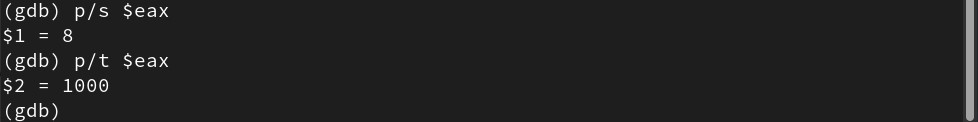 (gdb) p/s $eax
$1 = 8
(gdb) p/t $eax
$2 = 1000
(gdb)